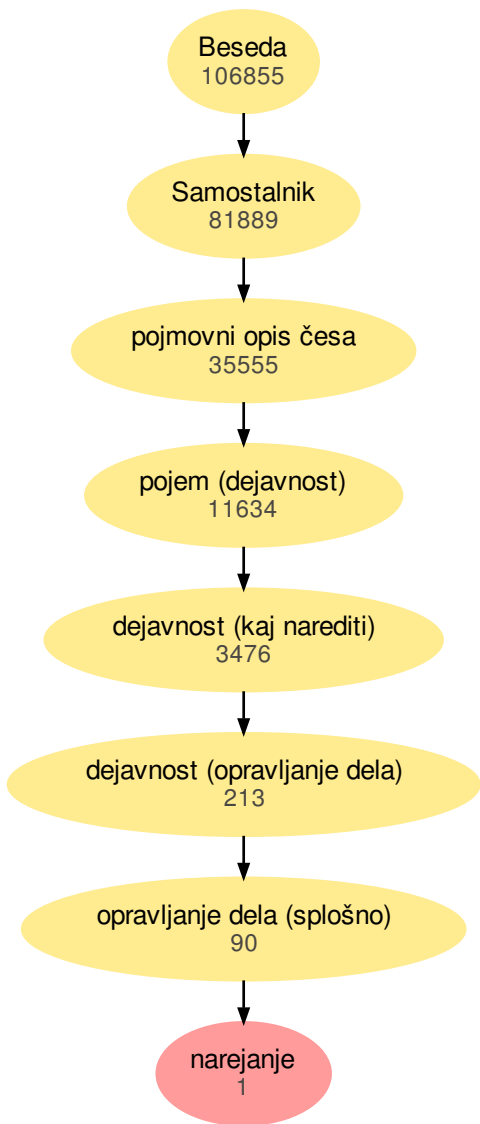 Beseda
106855
Samostalnik
81889
pojmovni opis česa
35555
pojem (dejavnost)
11634
dejavnost (kaj narediti)
3476
dejavnost (opravljanje dela)
213
opravljanje dela (splošno)
90
narejanje
1